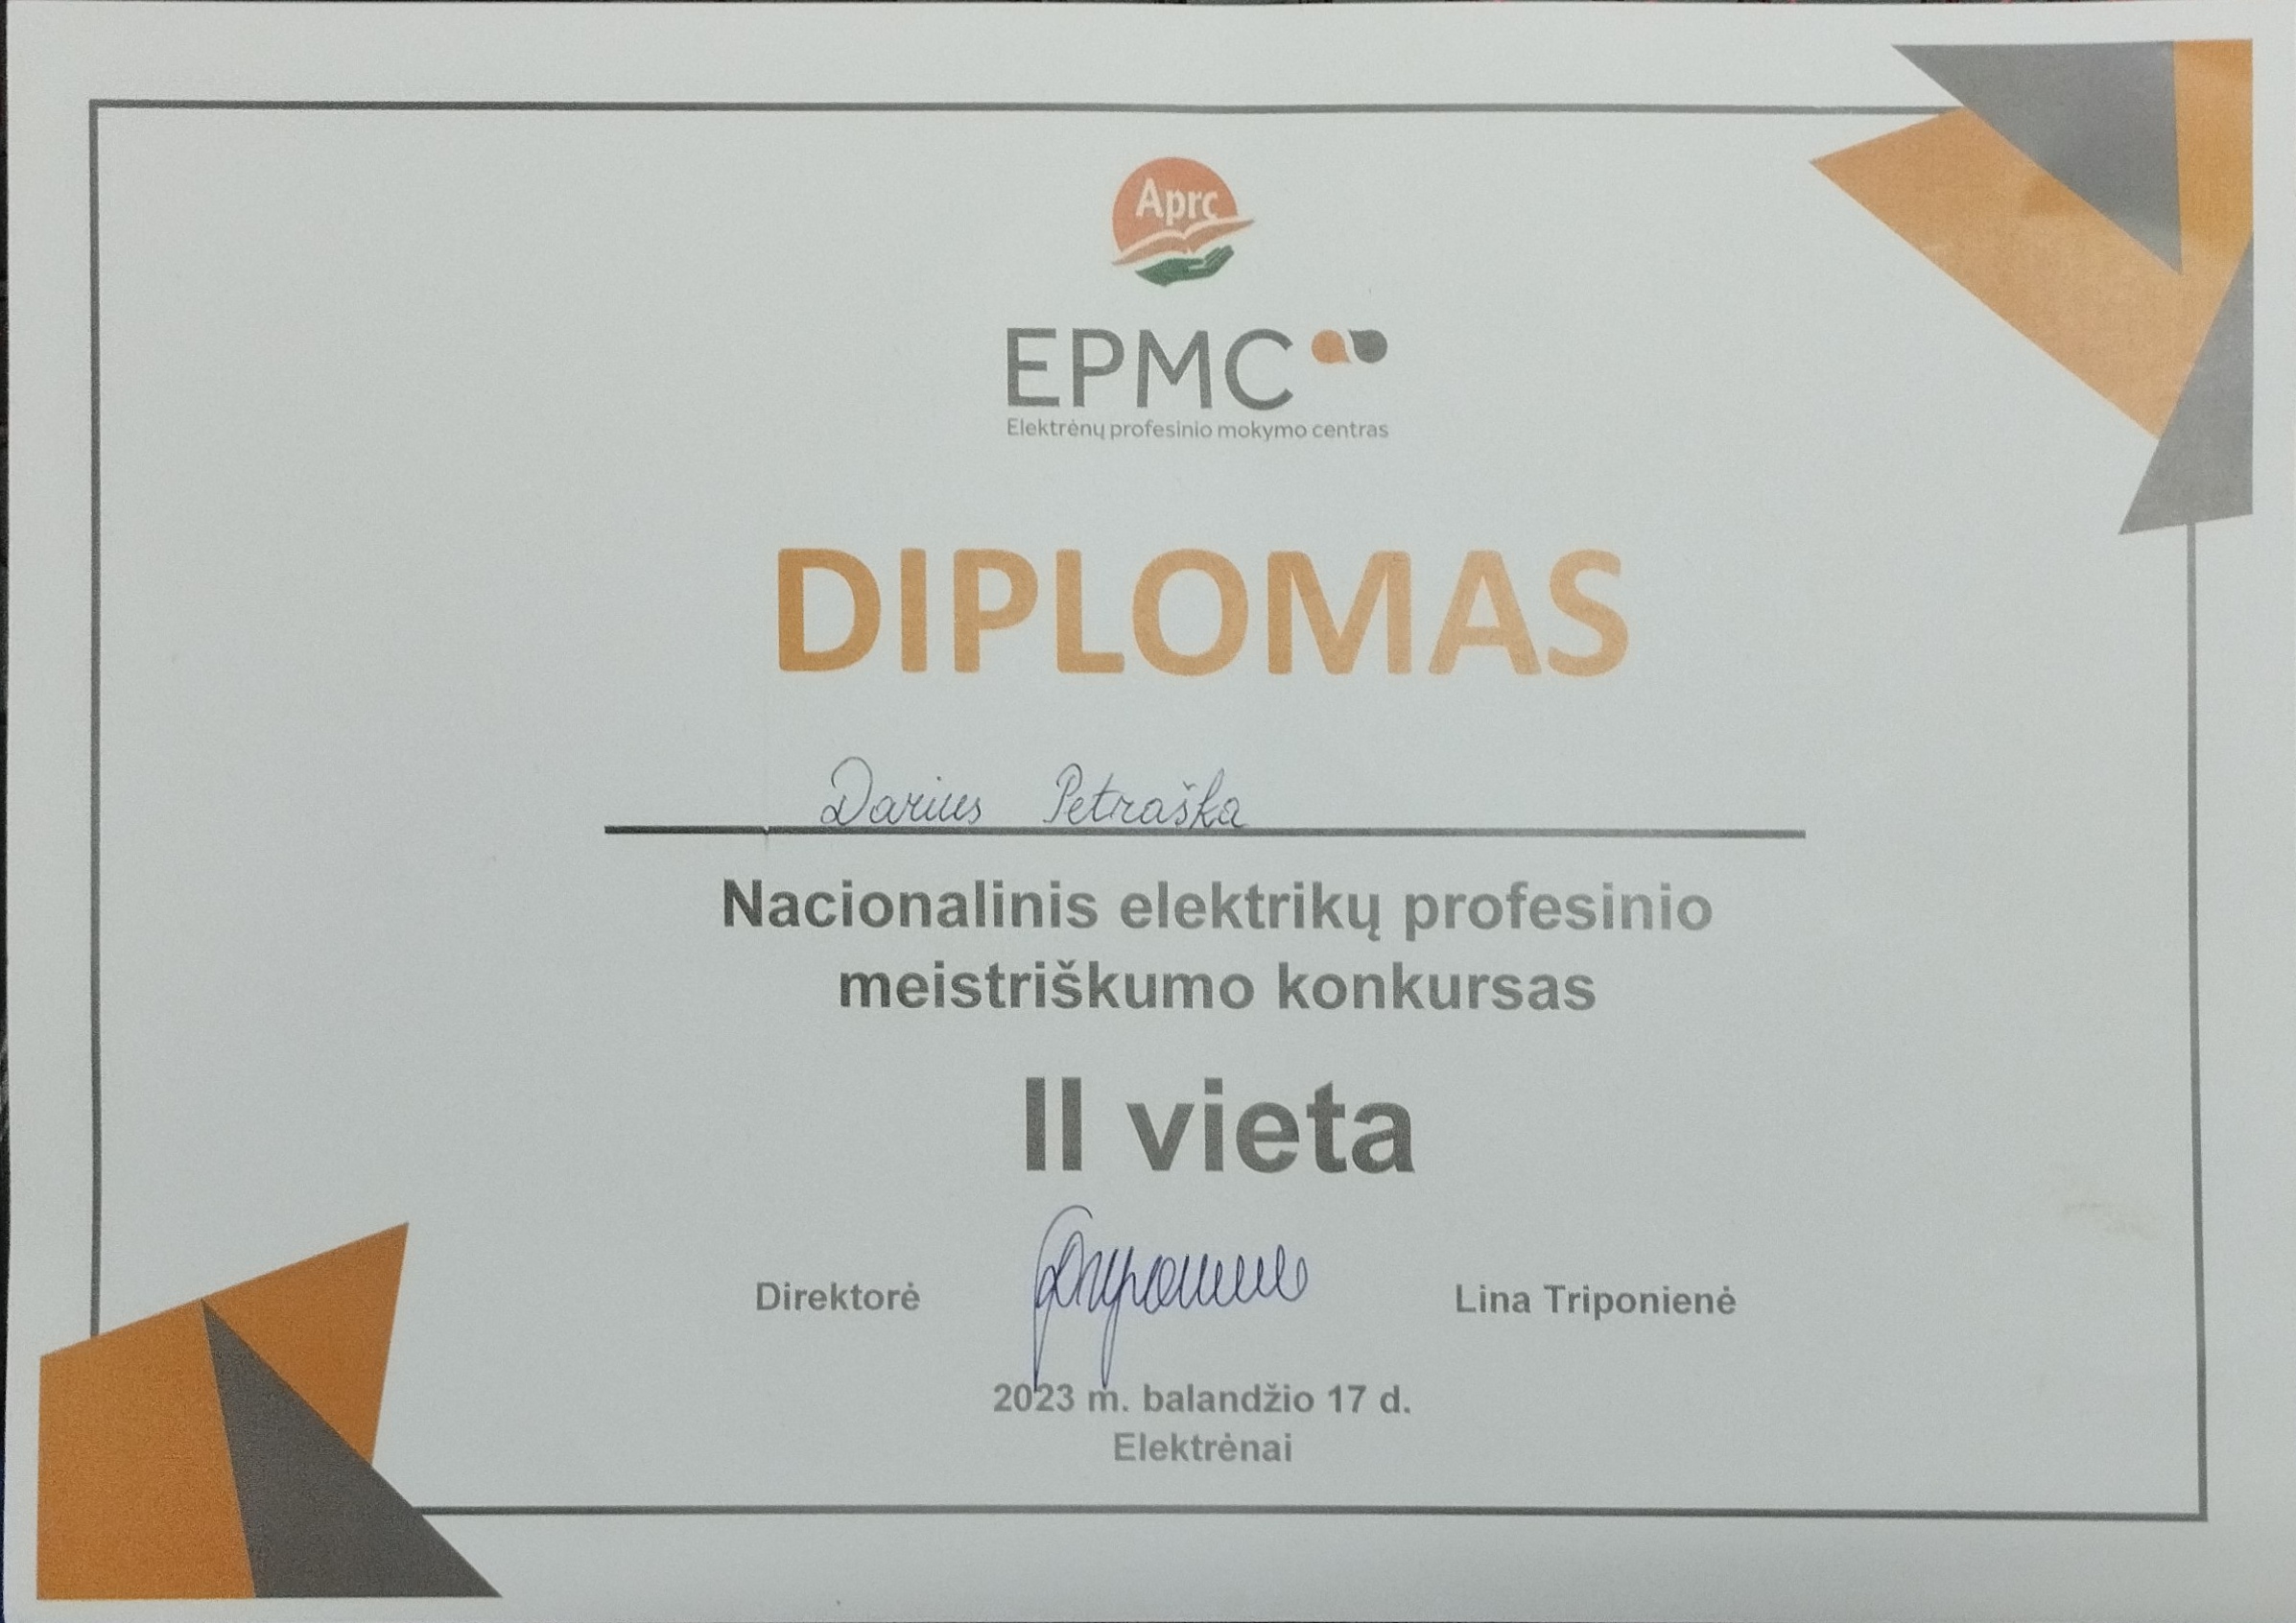 Aprc
EPMC
Elektrėnų profesinio mokymo centras
DIPLOMAS
Darius Petraška
Nacionalinis elektrikų profesinio
meistriškumo konkursas
II vieta
Direktorė Lina Triponienė
2023 m. balandžio 17 d.
Elektrėnai